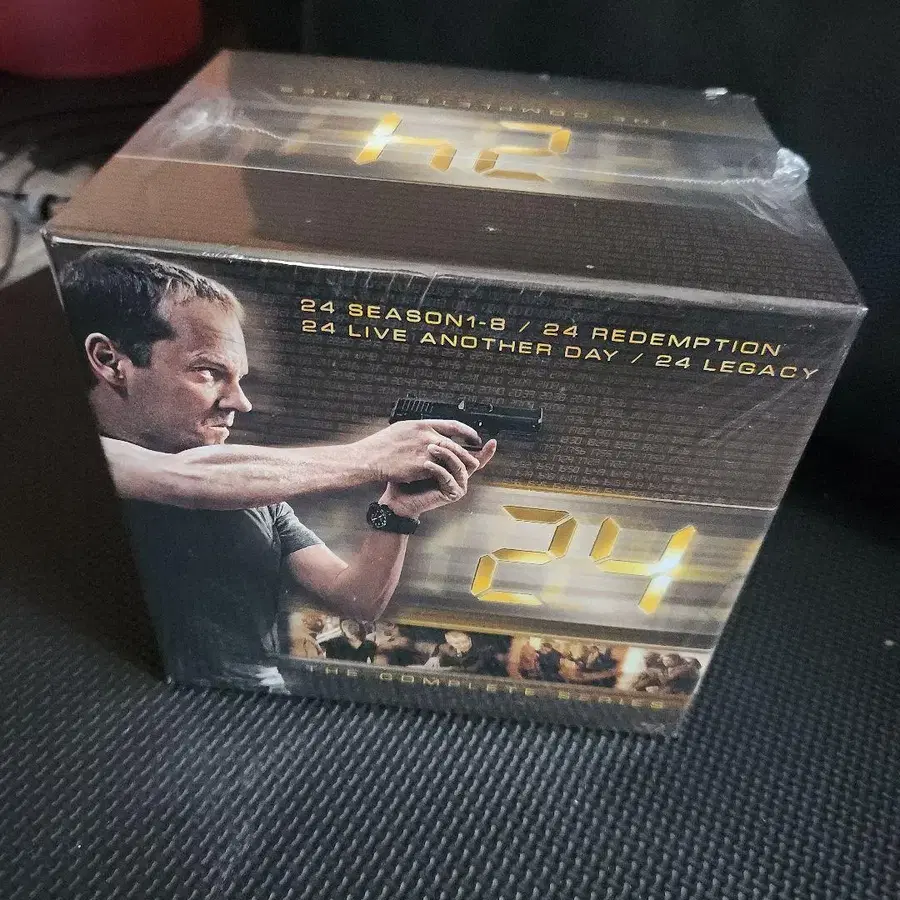 THE COMPLETE SERIES
24
24 SEASON1-8 / 24 REDEMPTION
24 LIVE ANOTHER DAY / 24 LEGACY
24
THE COMPLETE SERIES